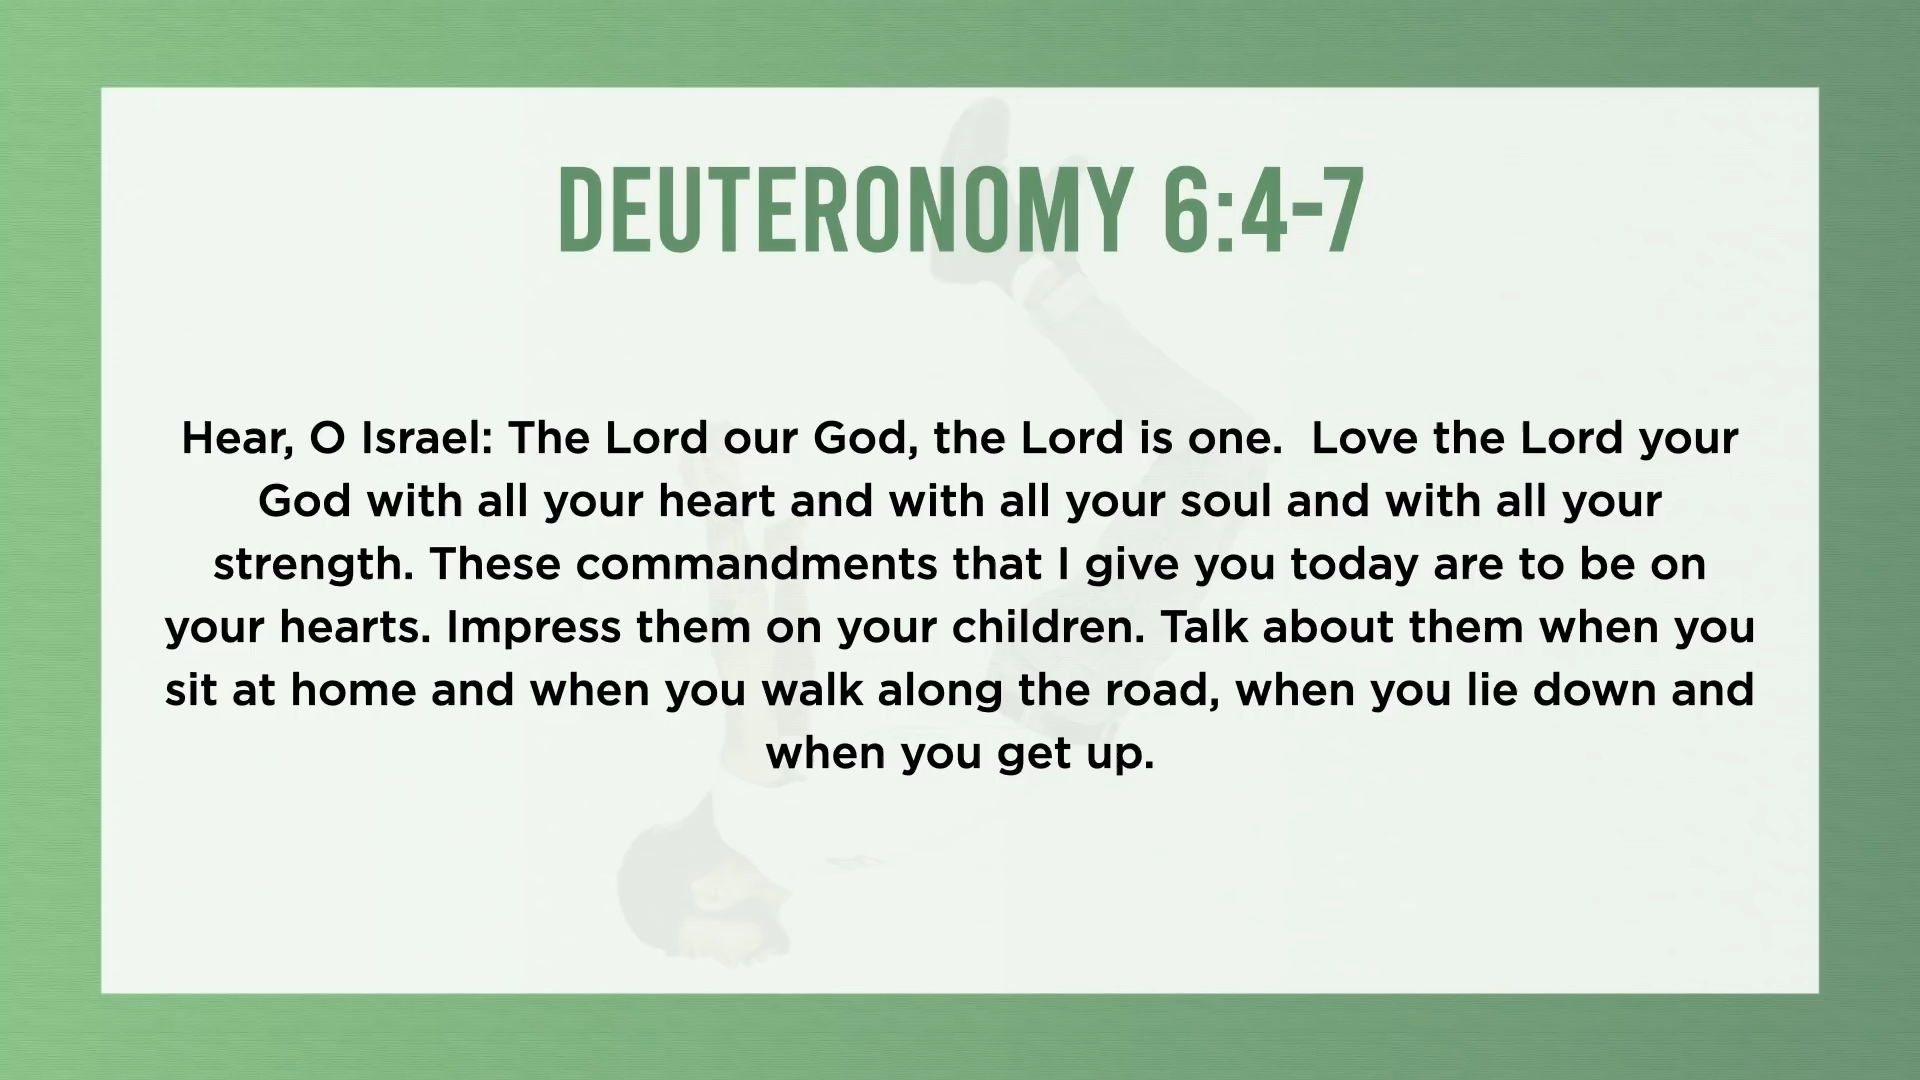 DEUTERONOMY 6:4-7
Hear, O Israel: The Lord our God, the Lord is one.  Love the Lord your
God with all your heart and with all your soul and with all your
strength. These commandments that I give you today are to be on
your hearts. Impress them on your children. Talk about them when you
sit at home and when you walk along the road, when you lie down and
when you get up.